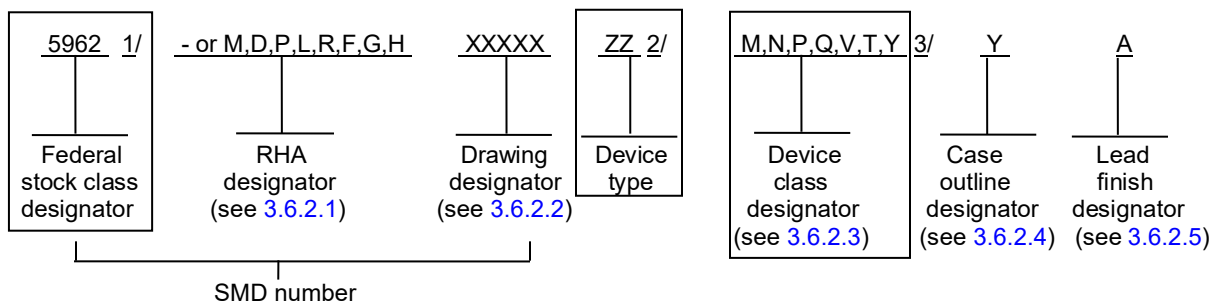 5962 1/ - or M,D,P,L,R,F,G,H XXXXX ZZ 2/ M,N,P,Q,V,T,Y 3/ Y A
Federal RHA Drawing Device Device Case Lead
stock class designator designator type class outline finish
designator (see 3.6.2.1) (see 3.6.2.2) designator designator designator
(see 3.6.2.3) (see 3.6.2.4) (see 3.6.2.5)
SMD number